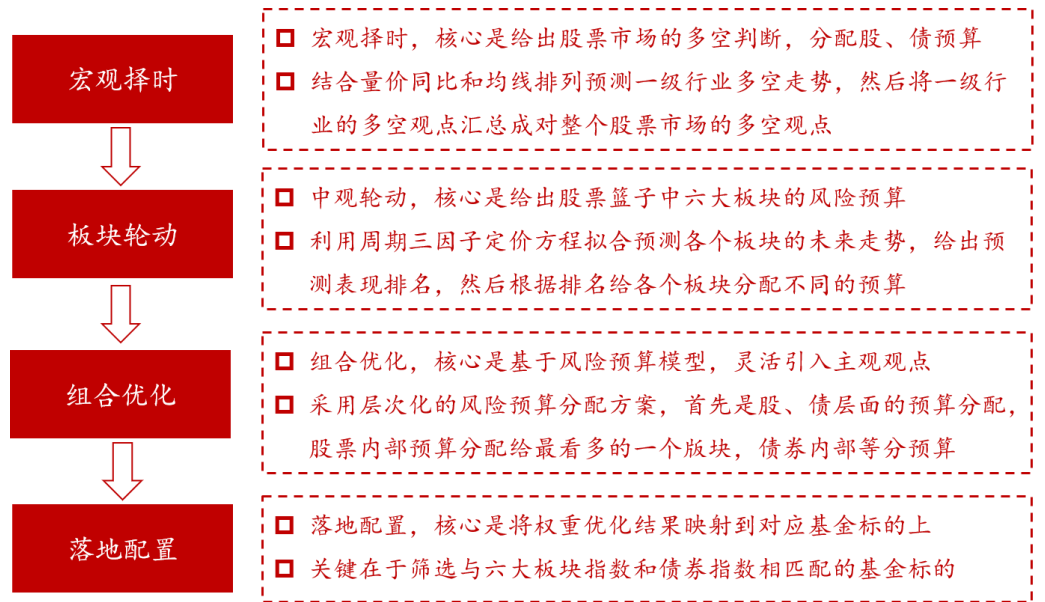 宏观择时
宏观择时，核心是给出股票市场的多空判断，分配股、债预算
结合量价同比和均线排列预测一级行业多空走势，然后将一级行
业的多空观点汇总成对整个股票市场的多空观点
板块轮动
中观轮动，核心是给出股票篮子中六大板块的风险预算
利用周期三因子定价方程拟合预测各个板块的未来走势，给出预
测表现排名，然后根据排名给各个板块分配不同的预算
组合优化
组合优化，核心是基于风险预算模型，灵活引入主观观点
采用层次化的风险预算分配方案，首先是股、债层面的预算分配，
股票内部预算分配给最看多的一个版块，债券内部等分预算
落地配置
落地配置，核心是将权重优化结果映射到对应基金标的上
关键在于筛选与六大板块指数和债券指数相匹配的基金标的